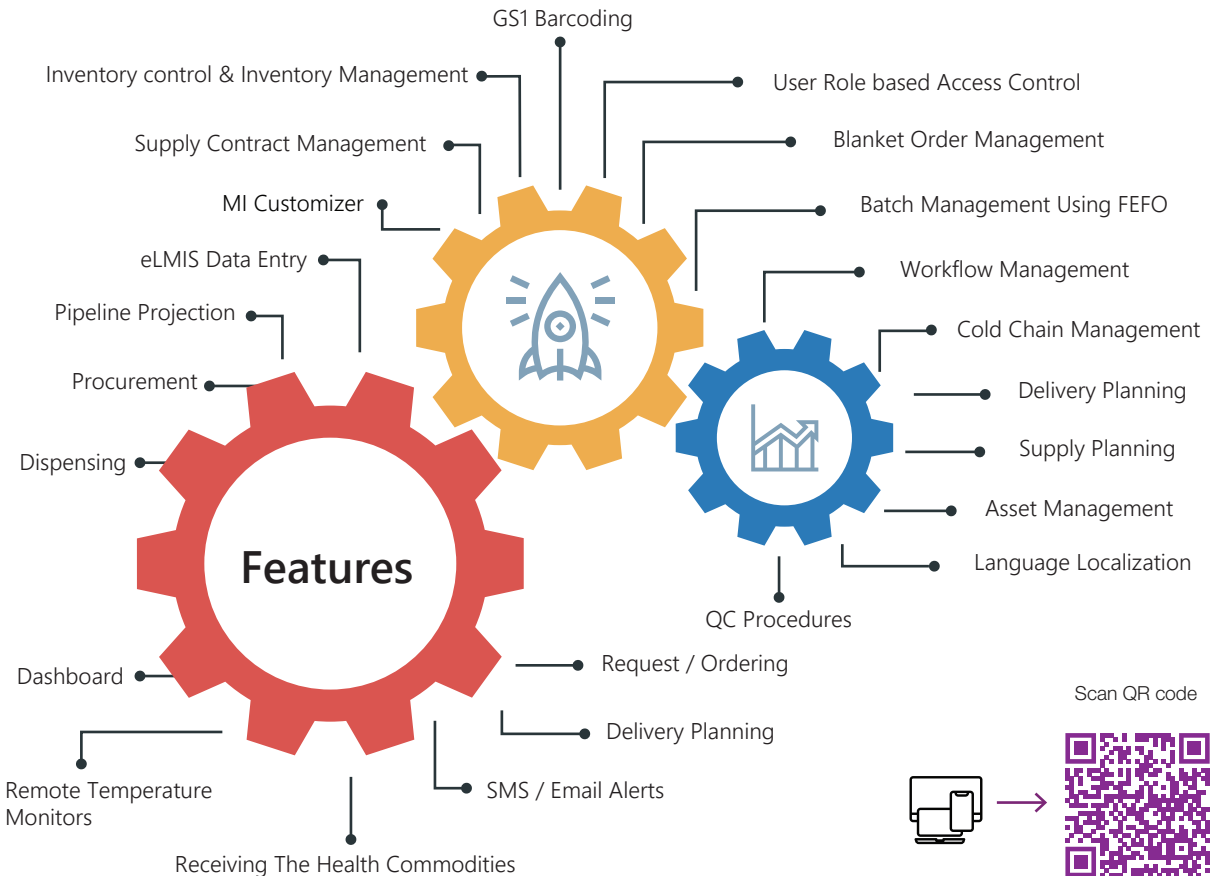 GS1 Barcoding
Inventory control & Inventory Management
User Role based Access Control
Supply Contract Management
Blanket Order Management
MI Customizer
Batch Management Using FEFO
eLMIS Data Entry
Workflow Management
Pipeline Projection
Cold Chain Management
Procurement
Delivery Planning
Dispensing
Supply Planning
Asset Management
Features
Language Localization
QC Procedures
Request / Ordering
Dashboard
Scan QR code
Delivery Planning
Remote Temperature
Monitors
SMS / Email Alerts
Receiving The Health Commodities